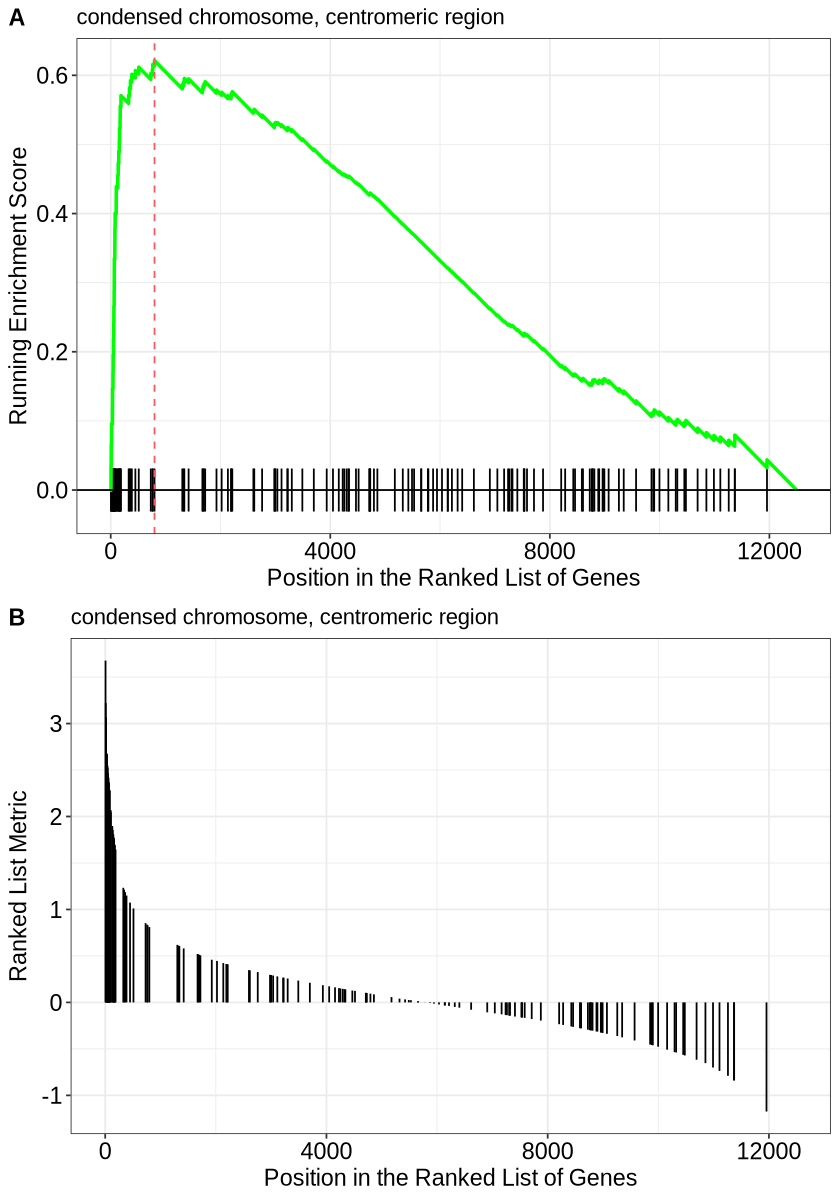 A condensed chromosome, centromeric region
Running Enrichment Score
0.6
0.4
0.2
0.0
0 4000 8000 12000
Position in the Ranked List of Genes
B condensed chromosome, centromeric region
Ranked List Metric
3
2
1
0
-1
0 4000 8000 12000
Position in the Ranked List of Genes